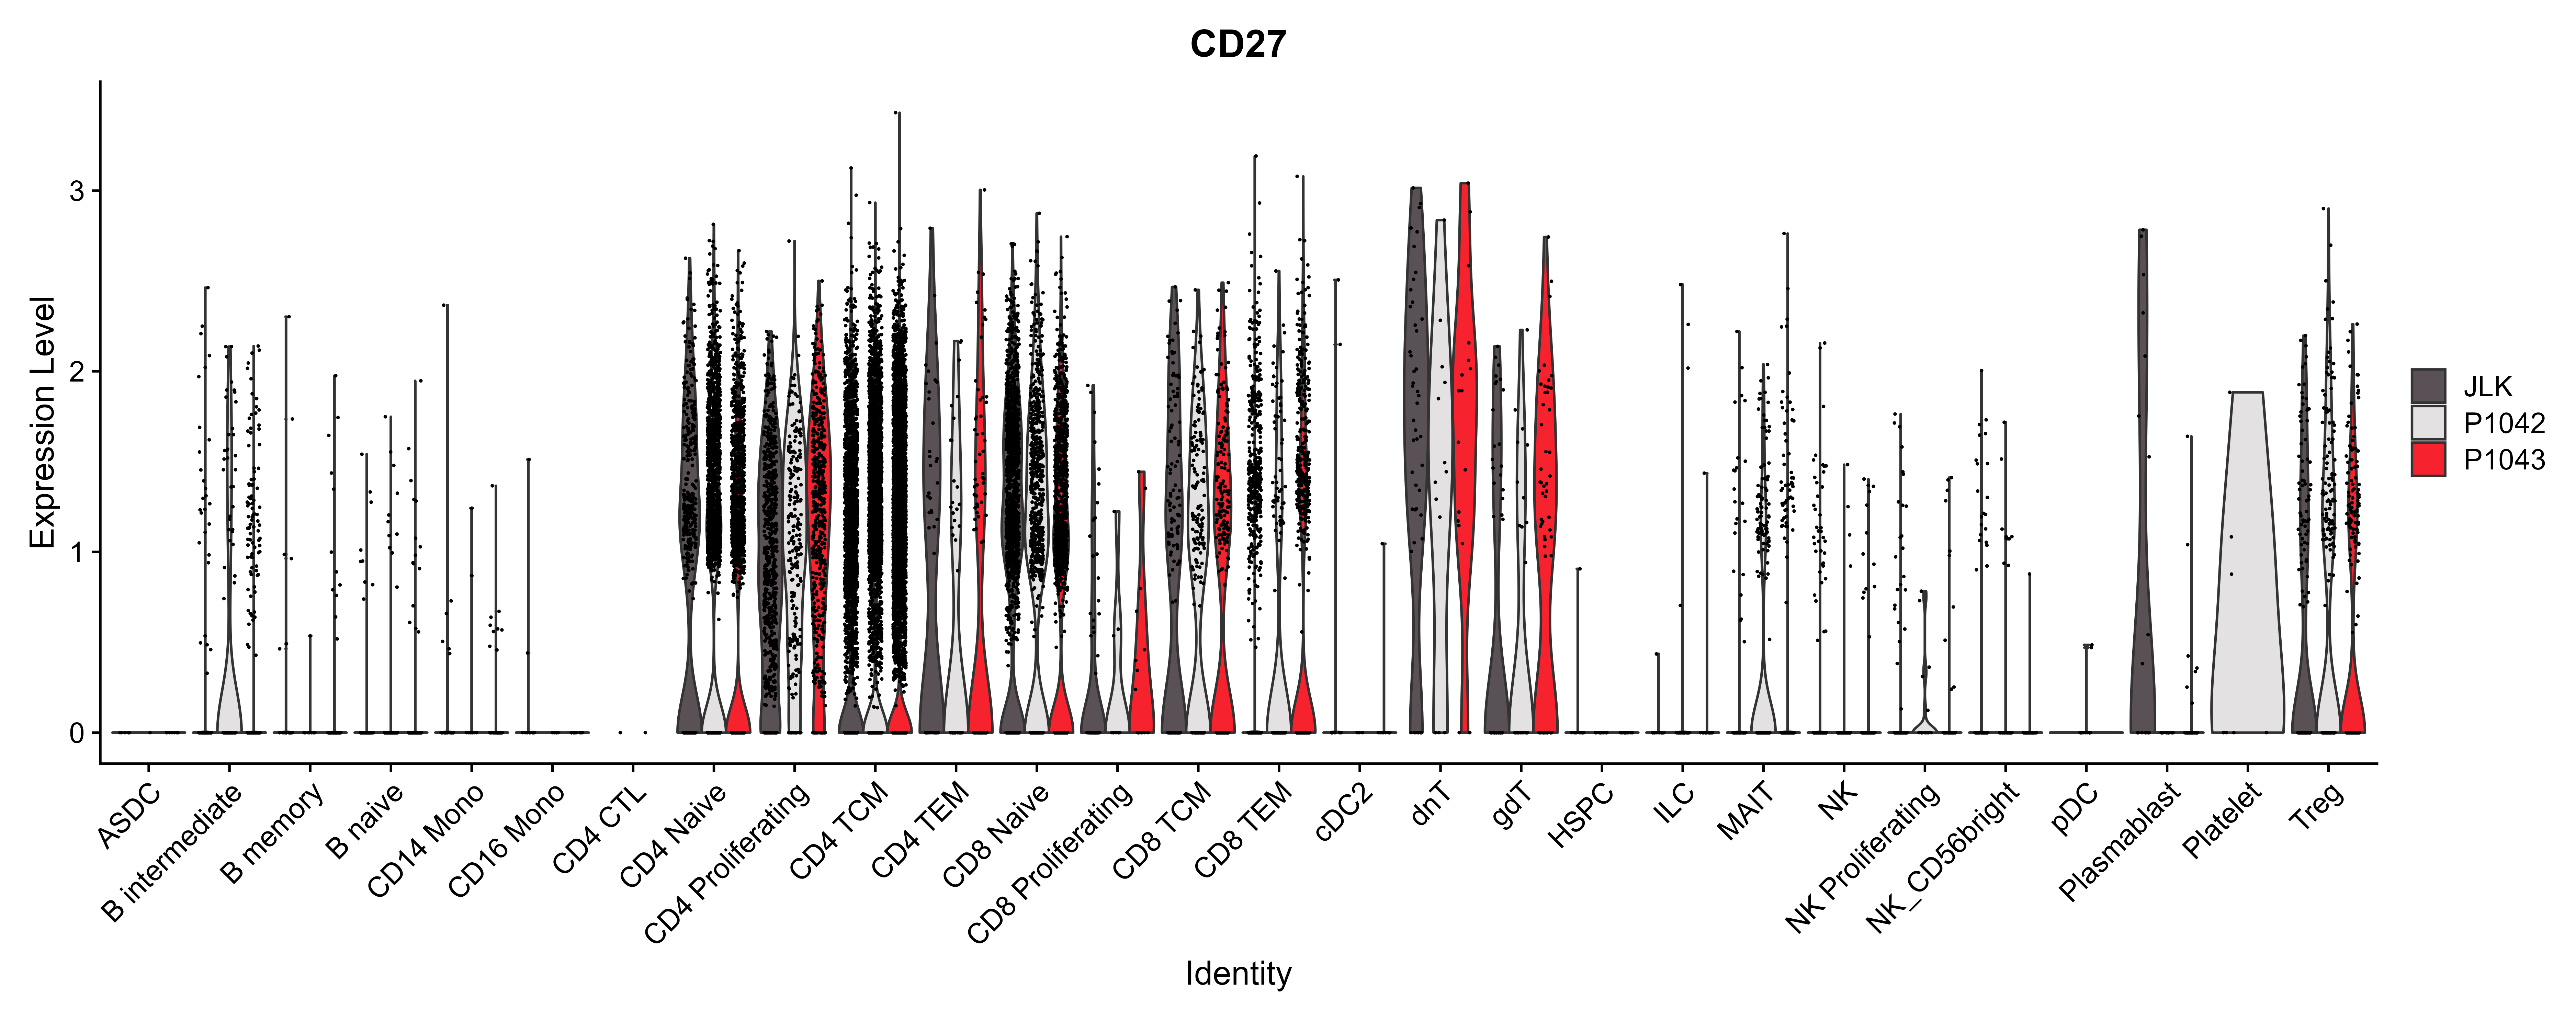 CD27
Expression Level
3
2
1
0
ASDC
B intermediate
B memory
B naive
CD14 Mono
CD16 Mono
CD4 CTL
CD4 Naive
CD4 Proliferating
CD4 TCM
CD4 TEM
CD8 Naive
CD8 Proliferating
CD8 TCM
CD8 TEM
cDC2
dnT
gdT
HSPC
ILC
MAIT
NK
NK Proliferating
NK_CD56bright
pDC
Plasmablast
Platelet
Treg
Identity
JLK
P1042
P1043